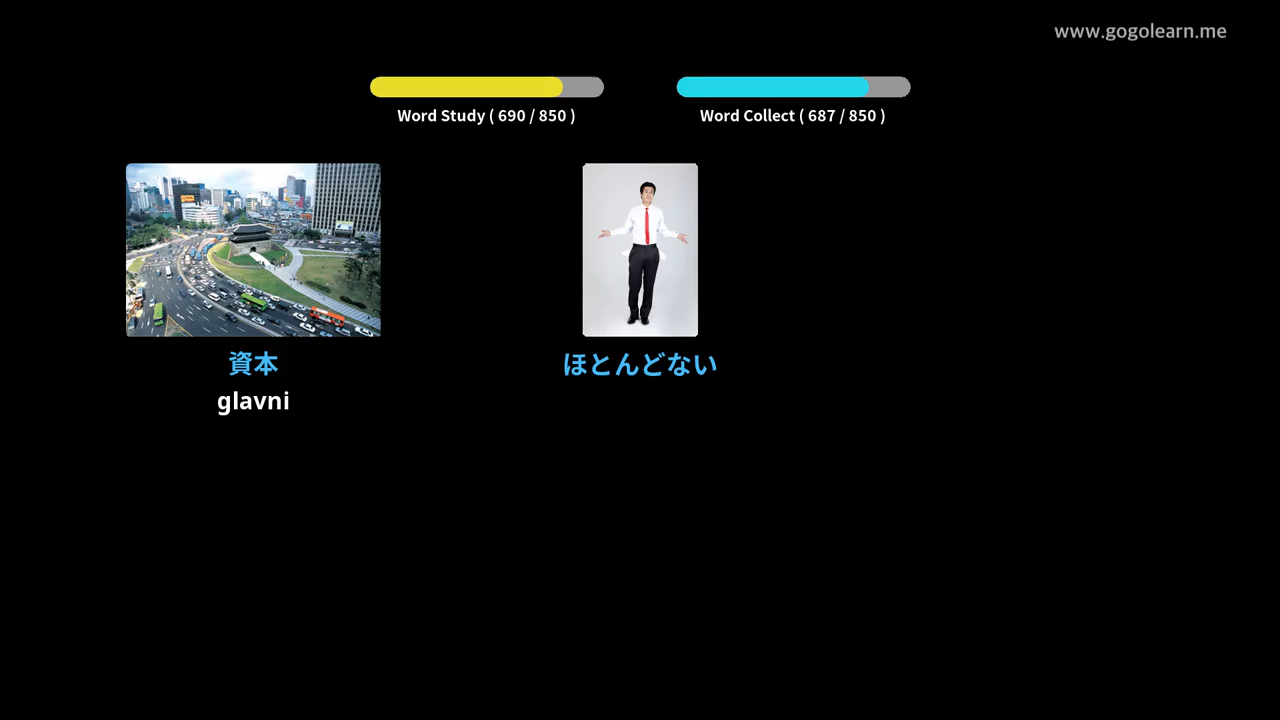 www.gogolearn.me
Word Study ( 690 / 850 )
Word Collect ( 687 / 850 )
資本
glavni
ほとんどない